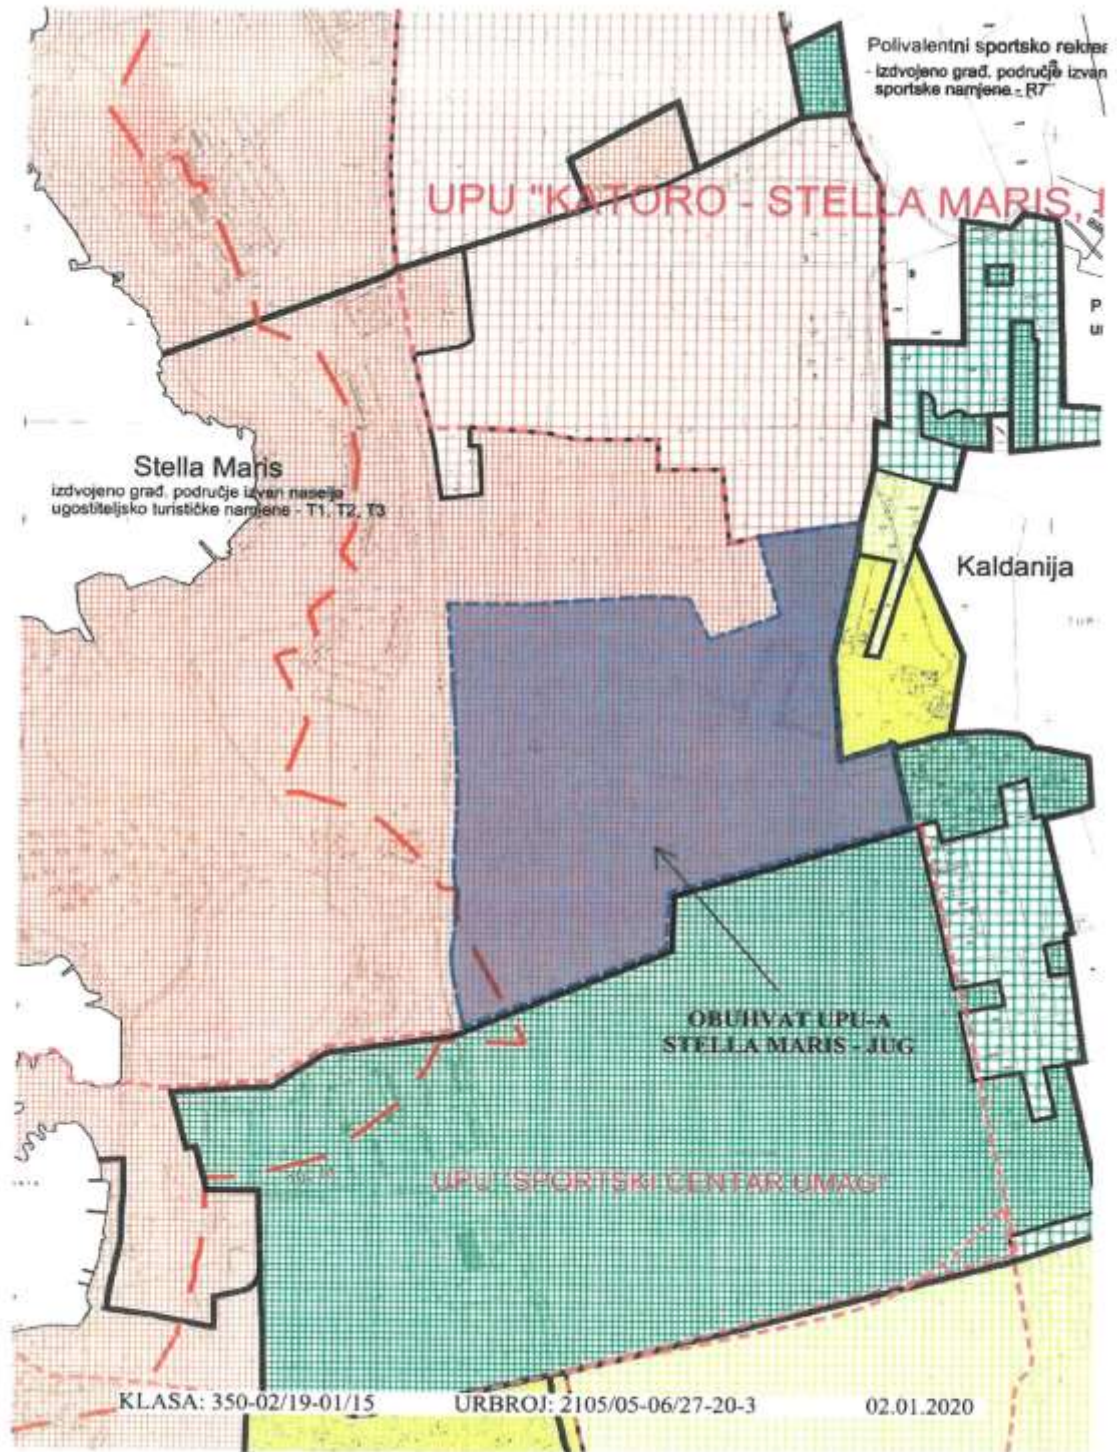 Polivalentni sportsko rekre
- izdvojeno građ. područje izvan
sportske namjene - R7
UPU "KATORO - STELLA MARIS, I
P
Stella Maris
izdvojeno građ. područje izvan naselja
ugostiteljsko turističke namjene - T1, T2, T3
Kaldanija
OBUHVAT UPU-A
STELLA MARIS - JUG
UPU "SPORTSKI CENTAR UMAG"
KLASA: 350-02/19-01/15 URBROJ: 2105/05-06/27-20-3 02.01.2020